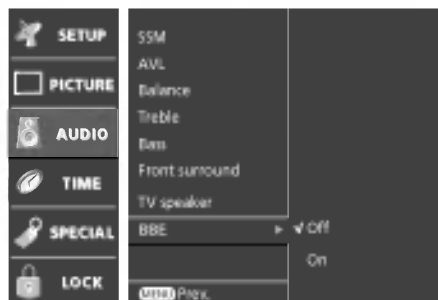 SETUP
PICTURE
AUDIO
TIME
SPECIAL
LOCK
SSM
AVL
Balance
Treble
Bass
Front surround
TV speaker
BBE
Off
On
MENU Prev.